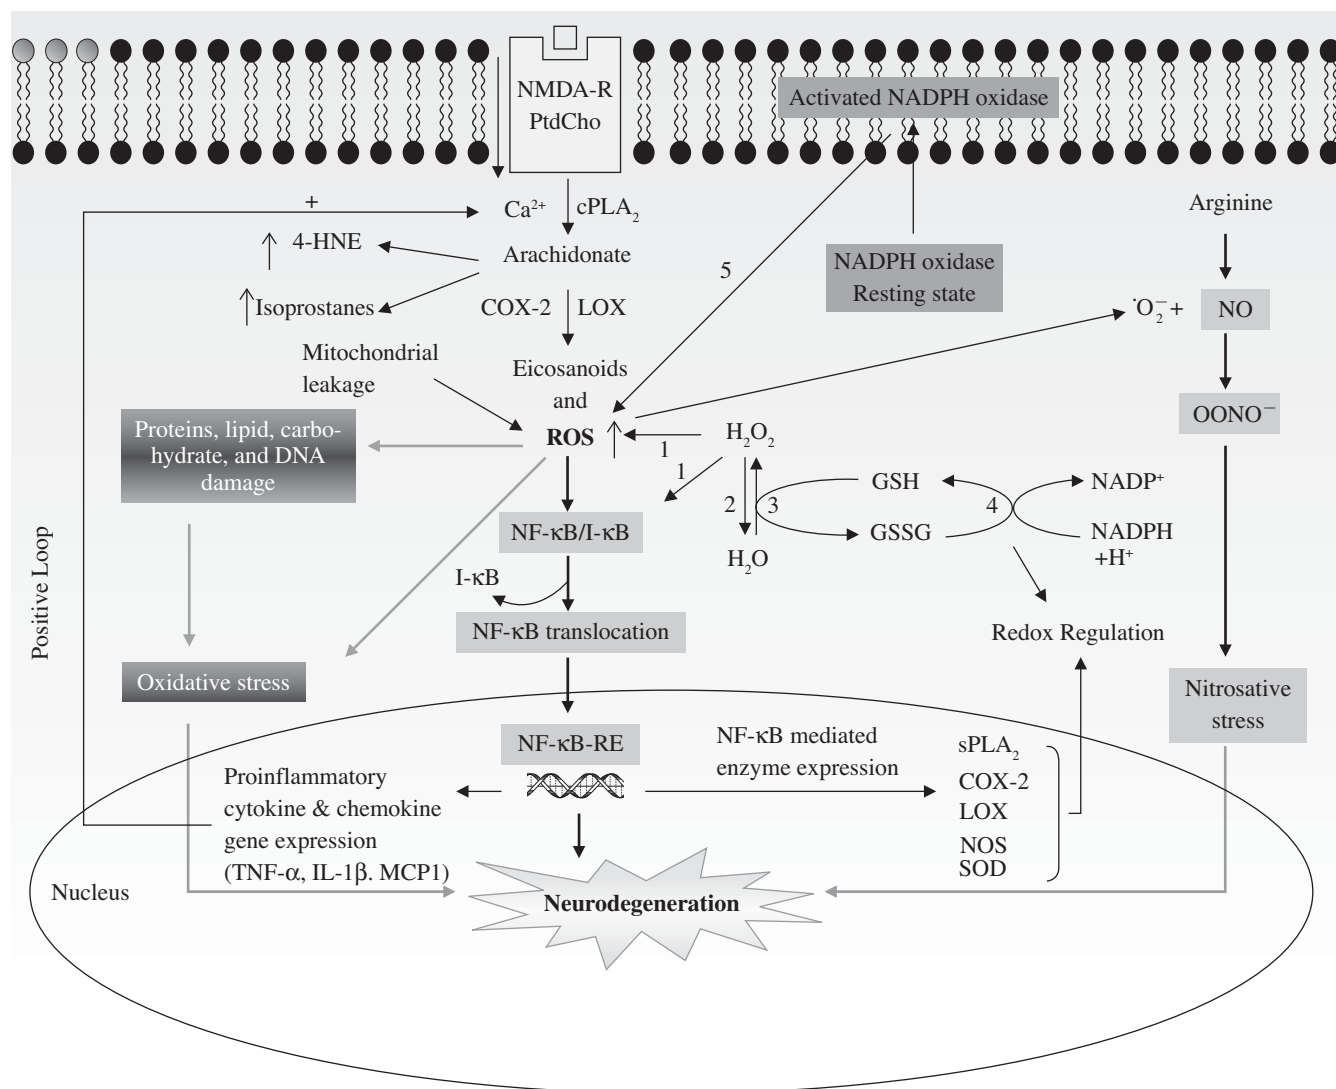 NMDA-R
PtdCho
Activated NADPH oxidase
Ca²⁺
cPLA₂
Arginine
+
4-HNE
Arachidonate
NADPH oxidase
Resting state
5
Isoprostanes
COX-2
LOX
˙O₂⁻ +
NO
Mitochondrial
leakage
Eicosanoids
and
ROS
OONO⁻
Proteins, lipid, carbo-
hydrate, and DNA
damage
H₂O₂
1
1
GSH
NADP⁺
2
3
4
NF-κB/I-κB
GSSG
NADPH
+H⁺
H₂O
I-κB
Positive Loop
NF-κB translocation
Redox Regulation
Oxidative stress
Nitrosative
stress
NF-κB-RE
NF-κB mediated
enzyme expression
sPLA₂
COX-2
LOX
NOS
SOD
Proinflammatory
cytokine & chemokine
gene expression
(TNF-α, IL-1β. MCP1)
Nucleus
Neurodegeneration